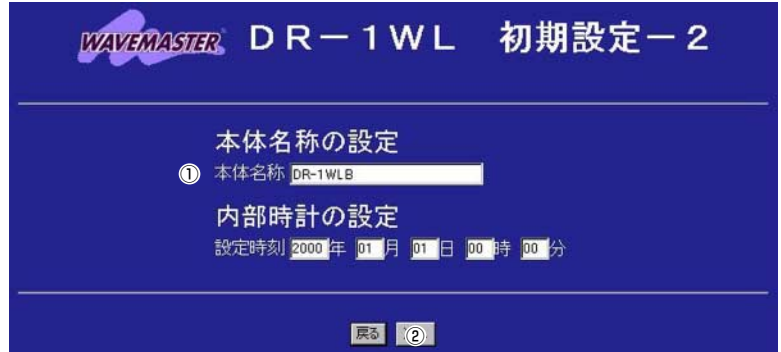 WAVEMASTER DR－1WL 初期設定－2
本体名称の設定
① 本体名称 DR-1WLB
内部時計の設定
設定時刻 2000 年 01 月 01 日 00 時 00 分
戻る ②